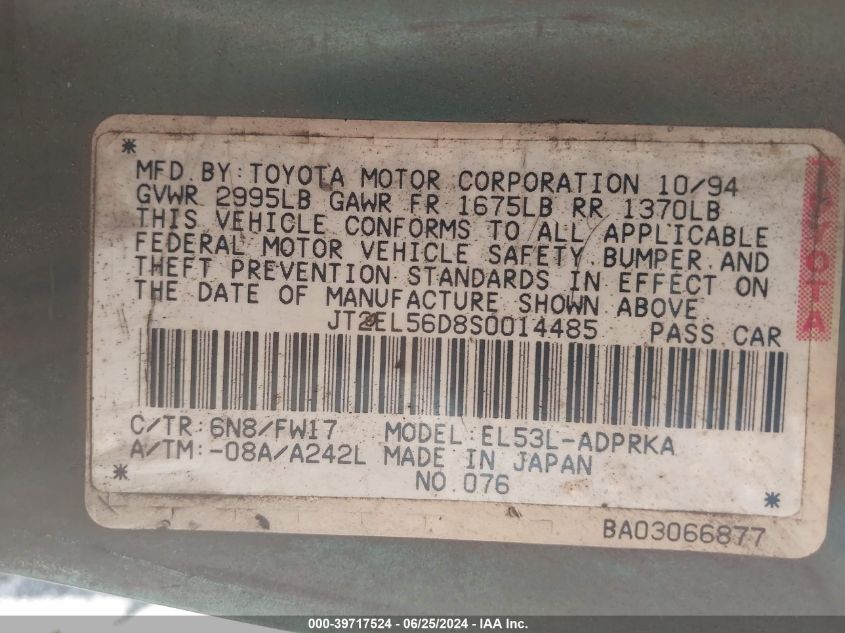 MFD. BY: TOYOTA MOTOR CORPORATION 10/94
GVWR 2995LB GAWR FR 1675LB RR 1370LB
THIS VEHICLE CONFORMS TO ALL APPLICABLE
FEDERAL MOTOR VEHICLE SAFETY, BUMPER AND
THEFT PREVENTION STANDARDS IN EFFECT ON
THE DATE OF MANUFACTURE SHOWN ABOVE
JT2EL56D8S0014485 PASS CAR
C/TR: 6N8/FW17 MODEL: EL53L-ADPRKA
A/TM: -08A/A242L MADE IN JAPAN
NO. 076
TOYOTA
BA03066877
000-39717524 - 06/25/2024 - IAA Inc.